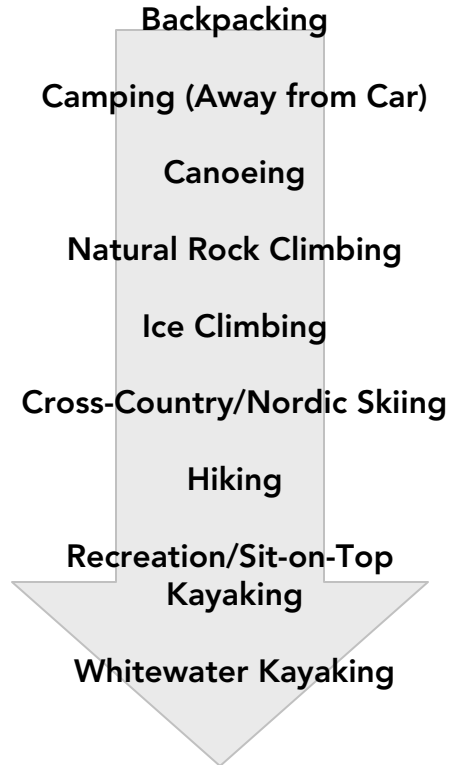 Backpacking
Camping (Away from Car)
Canoeing
Natural Rock Climbing
Ice Climbing
Cross-Country/Nordic Skiing
Hiking
Recreation/Sit-on-Top
Kayaking
Whitewater Kayaking